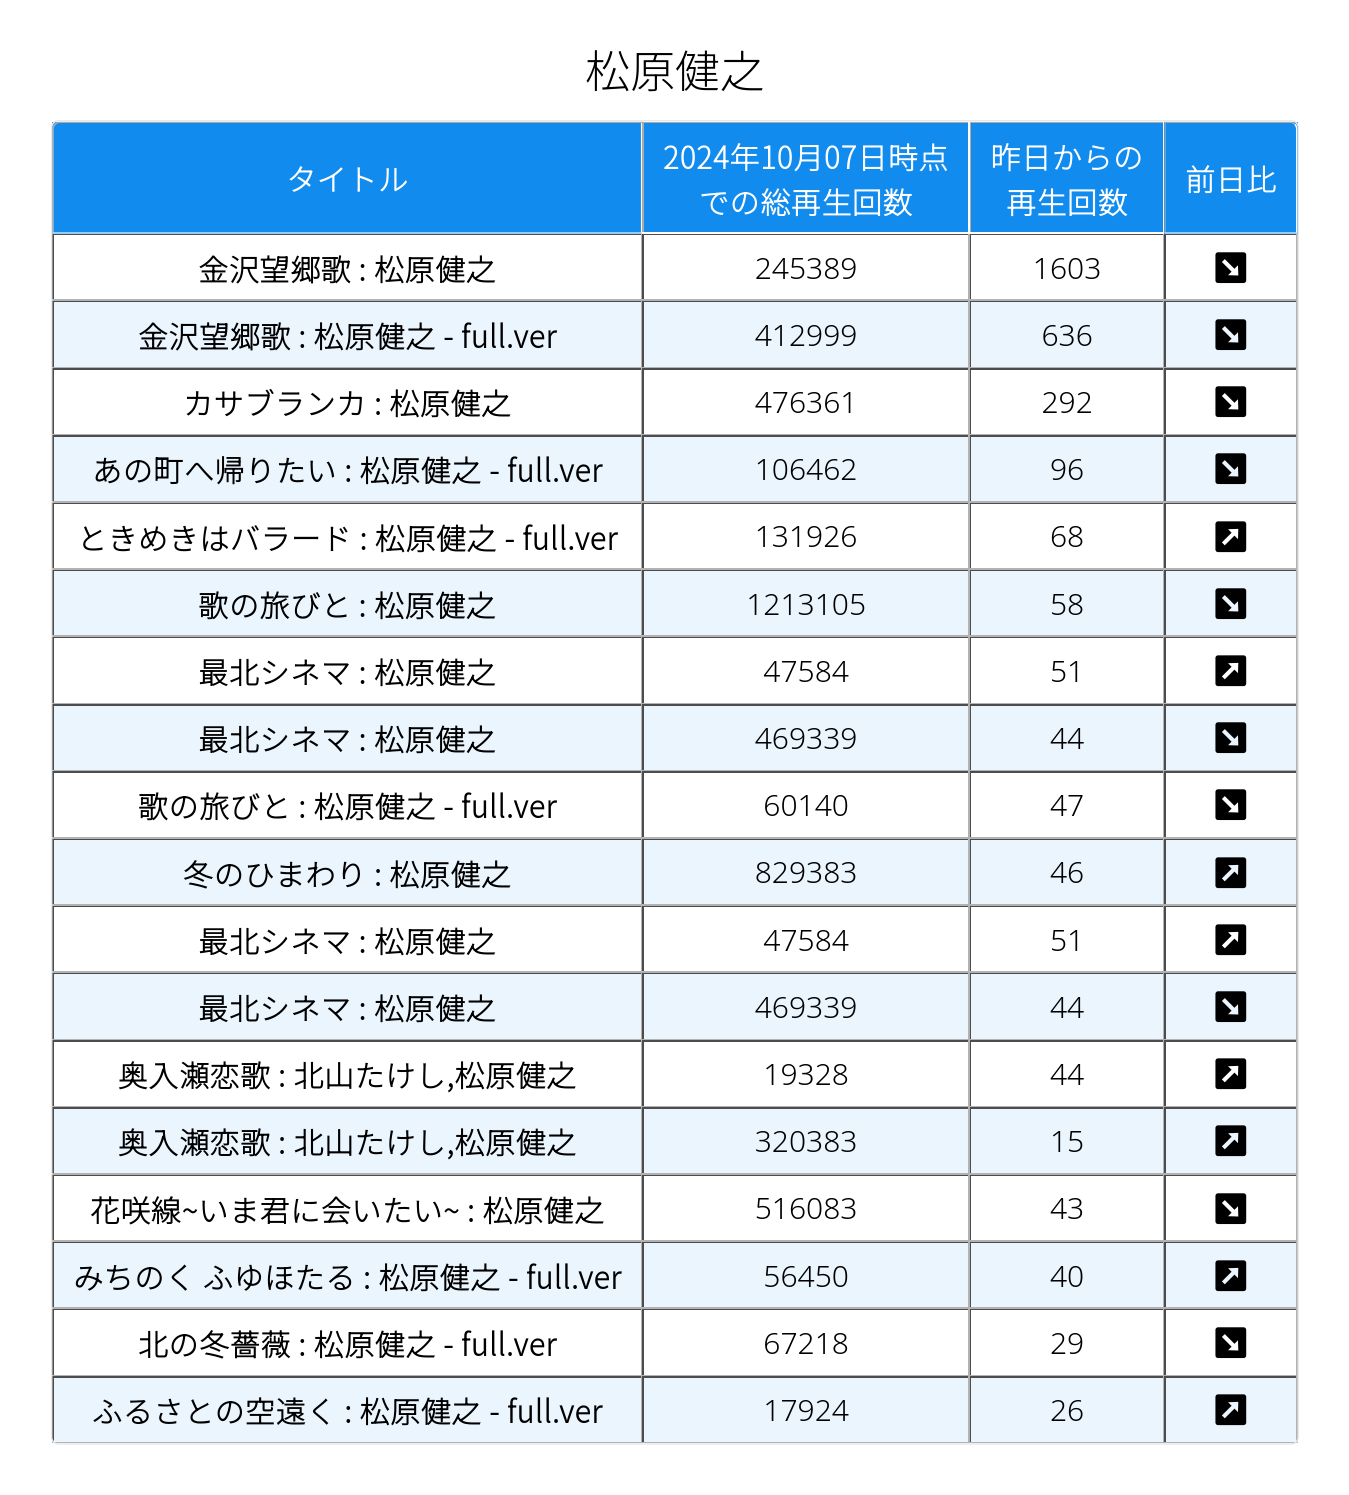 松原健之
タイトル 2024年10月07日時点での総再生回数 昨日からの再生回数 前日比
金沢望郷歌 : 松原健之 245389 1603 ↘
金沢望郷歌 : 松原健之 - full.ver 412999 636 ↘
カサブランカ : 松原健之 476361 292 ↘
あの町へ帰りたい : 松原健之 - full.ver 106462 96 ↘
ときめきはバラード : 松原健之 - full.ver 131926 68 ↗
歌の旅びと : 松原健之 1213105 58 ↘
最北シネマ : 松原健之 47584 51 ↗
最北シネマ : 松原健之 469339 44 ↘
歌の旅びと : 松原健之 - full.ver 60140 47 ↘
冬のひまわり : 松原健之 829383 46 ↗
最北シネマ : 松原健之 47584 51 ↗
最北シネマ : 松原健之 469339 44 ↘
奥入瀬恋歌 : 北山たけし,松原健之 19328 44 ↗
奥入瀬恋歌 : 北山たけし,松原健之 320383 15 ↗
花咲線~いま君に会いたい~ : 松原健之 516083 43 ↘
みちのく ふゆほたる : 松原健之 - full.ver 56450 40 ↗
北の冬薔薇 : 松原健之 - full.ver 67218 29 ↘
ふるさとの空遠く : 松原健之 - full.ver 17924 26 ↗